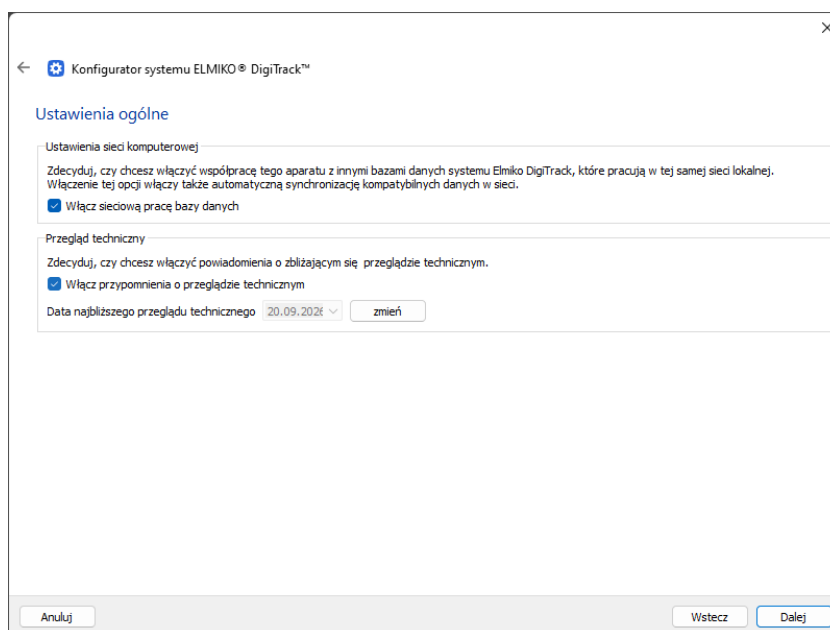 Konfigurator systemu ELMIKO® DigiTrack™
Ustawienia ogólne
Ustawienia sieci komputerowej
Zdecyduj, czy chcesz włączyć współpracę tego aparatu z innymi bazami danych systemu Elmiko DigiTrack, które pracują w tej samej sieci lokalnej.
Włączenie tej opcji włączy także automatyczną synchronizację kompatybilnych danych w sieci.
Włącz sieciową pracę bazy danych
Przegląd techniczny
Zdecyduj, czy chcesz włączyć powiadomienia o zbliżającym się przeglądzie technicznym.
Włącz przypomnienia o przeglądzie technicznym
Data najbliższego przeglądu technicznego 20.09.2026 zmień
Anuluj Wstecz Dalej